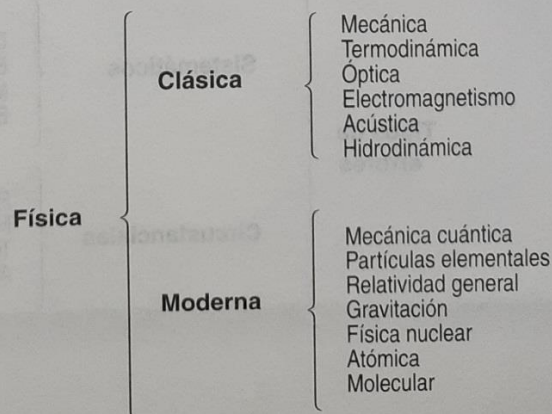 Física
Clásica
Mecánica
Termodinámica
Óptica
Electromagnetismo
Acústica
Hidrodinámica
Moderna
Mecánica cuántica
Partículas elementales
Relatividad general
Gravitación
Física nuclear
Atómica
Molecular